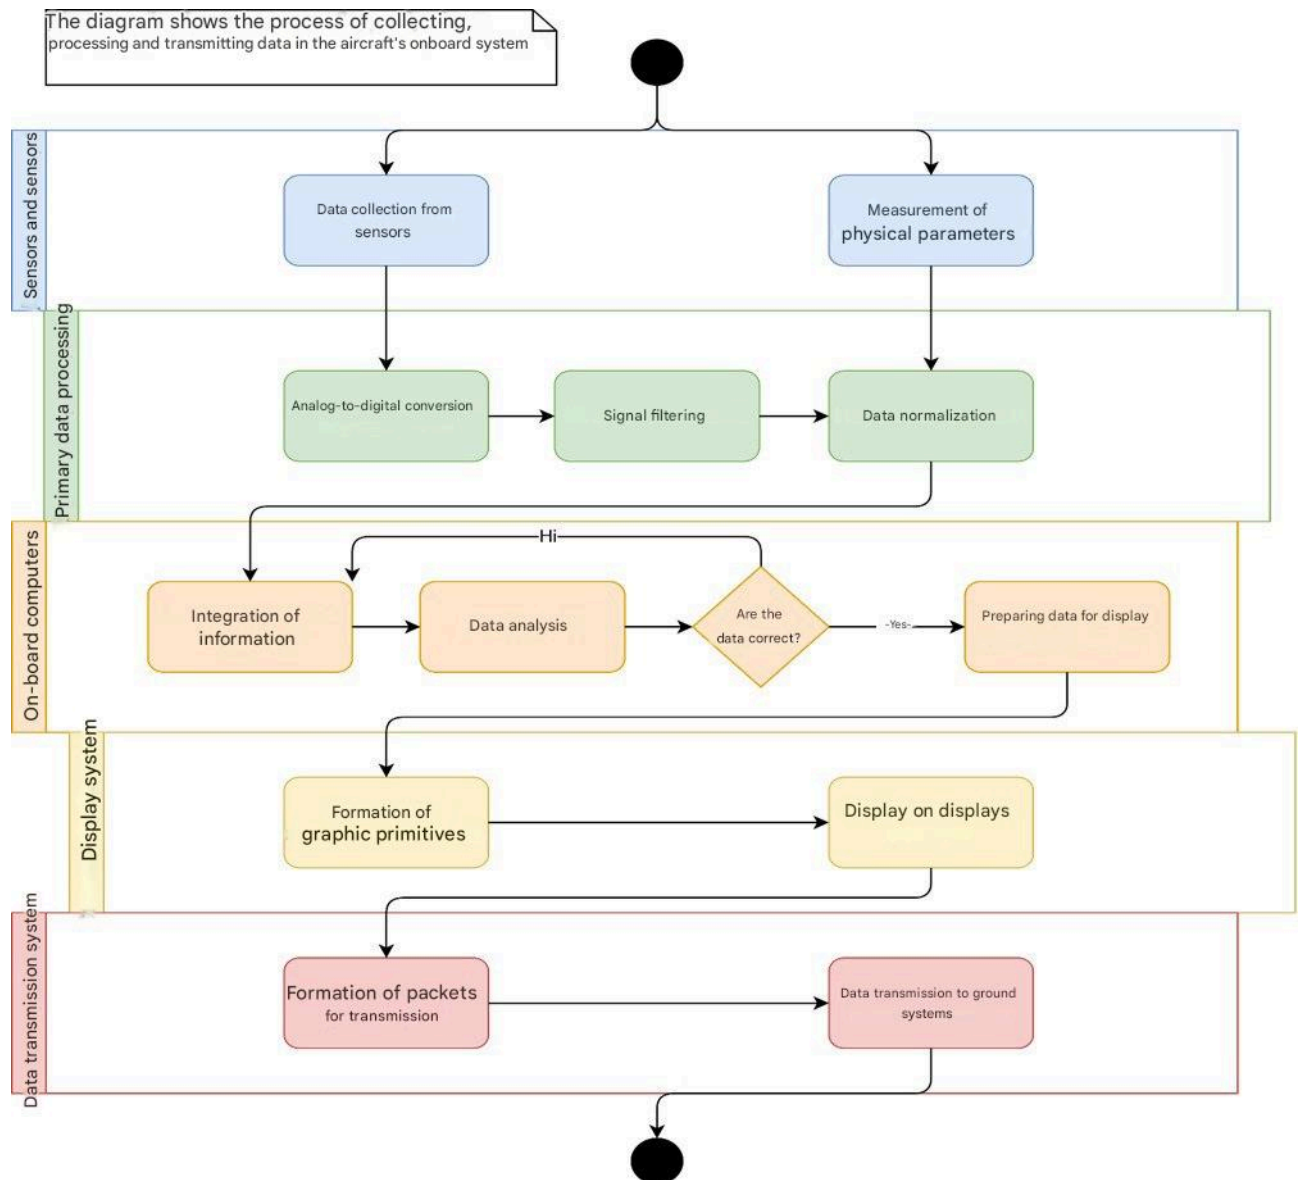 The diagram shows the process of collecting,
processing and transmitting data in the aircraft's onboard system
Sensors and sensors
Data collection from
sensors
Measurement of
physical parameters
Primary data processing
Analog-to-digital conversion
Signal filtering
Data normalization
On-board computers
Hi
Integration of
information
Data analysis
Are the
data correct?
-Yes-
Preparing data for display
Display system
Formation of
graphic primitives
Display on displays
Data transmission system
Formation of packets
for transmission
Data transmission to ground
systems